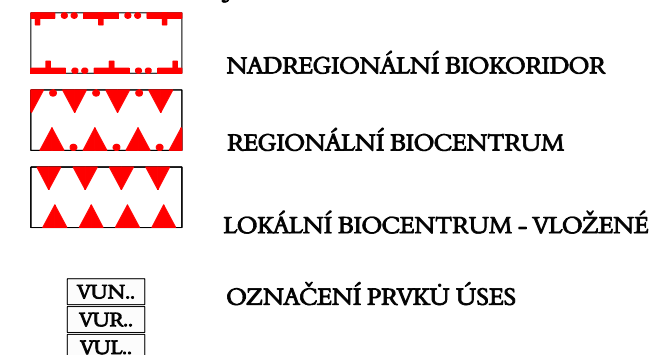 NADREGIONÁLNÍ BIOKORIDOR
REGIONÁLNÍ BIOCENTRUM
LOKÁLNÍ BIOCENTRUM - VLOŽENÉ
VUN.. OZNAČENÍ PRVKŮ ÚSES
VUR..
VUL..